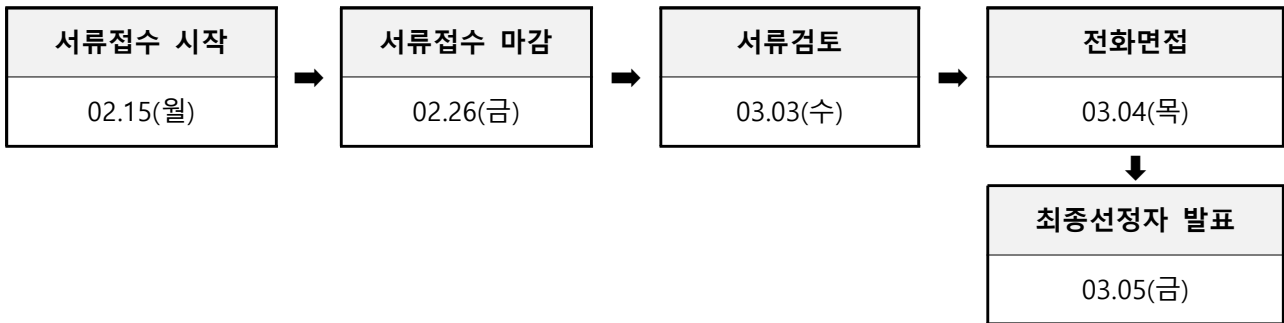 서류접수 시작
02.15(월)
서류접수 마감
02.26(금)
서류검토
03.03(수)
전화면접
03.04(목)
최종선정자 발표
03.05(금)